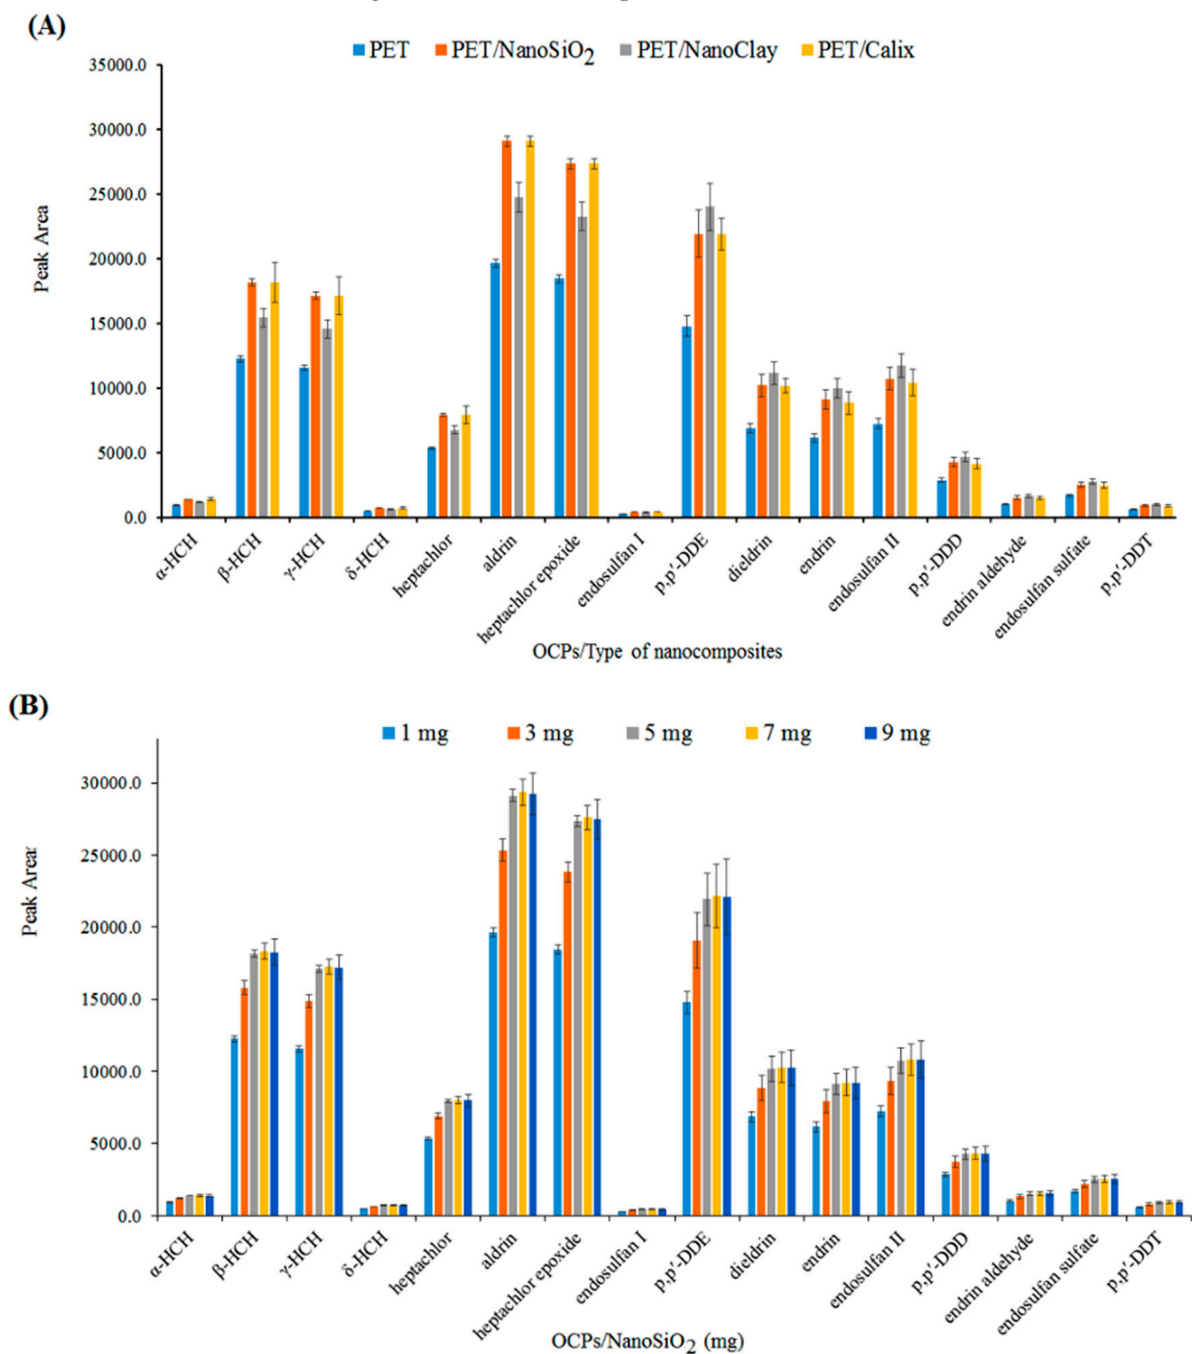 (A)
PET PET/NanoSiO2 PET/NanoClay PET/Calix
35000.0
30000.0
25000.0
20000.0
15000.0
10000.0
5000.0
0.0
Peak Area
α-HCH
β-HCH
γ-HCH
δ-HCH
heptachlor
aldrin
heptachlor epoxide
endosulfan I
p,p′-DDE
dieldrin
endrin
endosulfan II
p,p′-DDD
endrin aldehyde
endosulfan sulfate
p,p′-DDT
OCPs/Type of nanocomposites
(B)
1 mg 3 mg 5 mg 7 mg 9 mg
30000.0
25000.0
20000.0
15000.0
10000.0
5000.0
0.0
Peak Area
α-HCH
β-HCH
γ-HCH
δ-HCH
heptachlor
aldrin
heptachlor epoxide
endosulfan I
p,p′-DDE
dieldrin
endrin
endosulfan II
p,p′-DDD
endrin aldehyde
endosulfan sulfate
p,p′-DDT
OCPs/NanoSiO2 (mg)